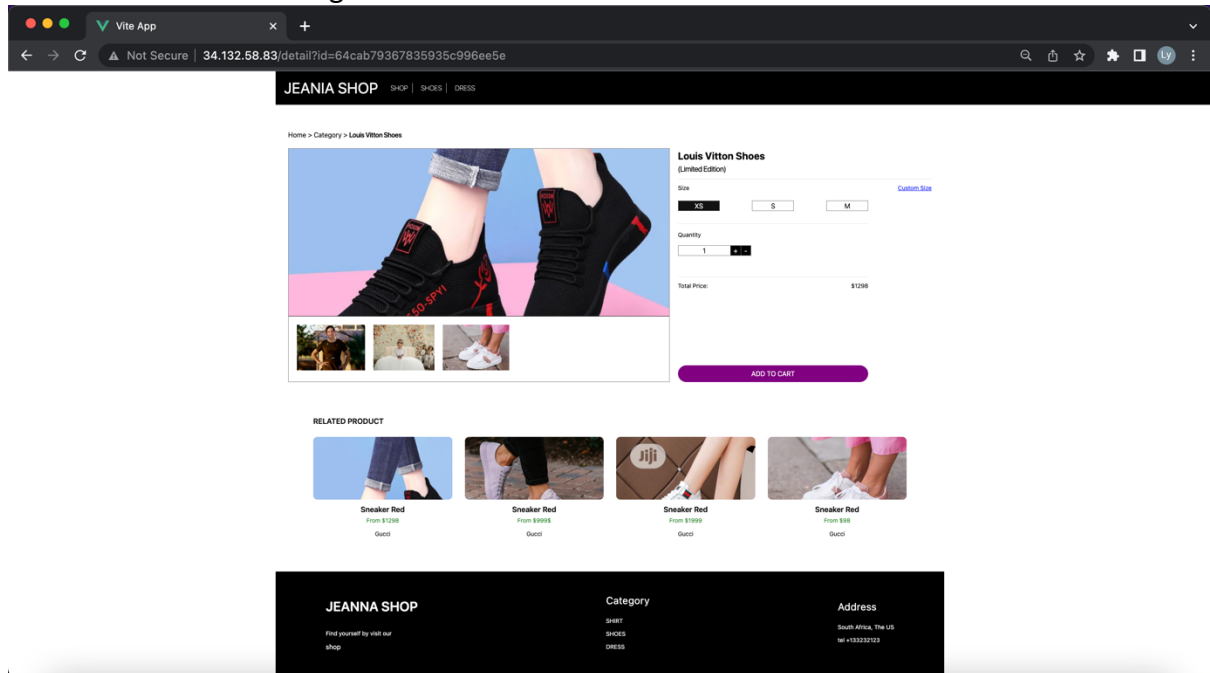 Vite App
Not Secure | 34.132.58.83/detail?id=64cab79367835935c996ee5e
Ly
JEANIA SHOP SHOP | SHOES | DRESS
Home > Category > Louis Vitton Shoes
Louis Vitton Shoes
(Limited Edition)
Size Custom Size
XS S M
Quantity
1 + -
Total Price: $1298
ADD TO CART
RELATED PRODUCT
Jiji
Sneaker Red Sneaker Red Sneaker Red Sneaker Red
From $1298 From $999$ From $1999 From $98
Gucci Gucci Gucci Gucci
JEANNA SHOP Category Address
Find yourself by visit our SHIRT South Africa, The US
shop SHOES tel +133232123
DRESS